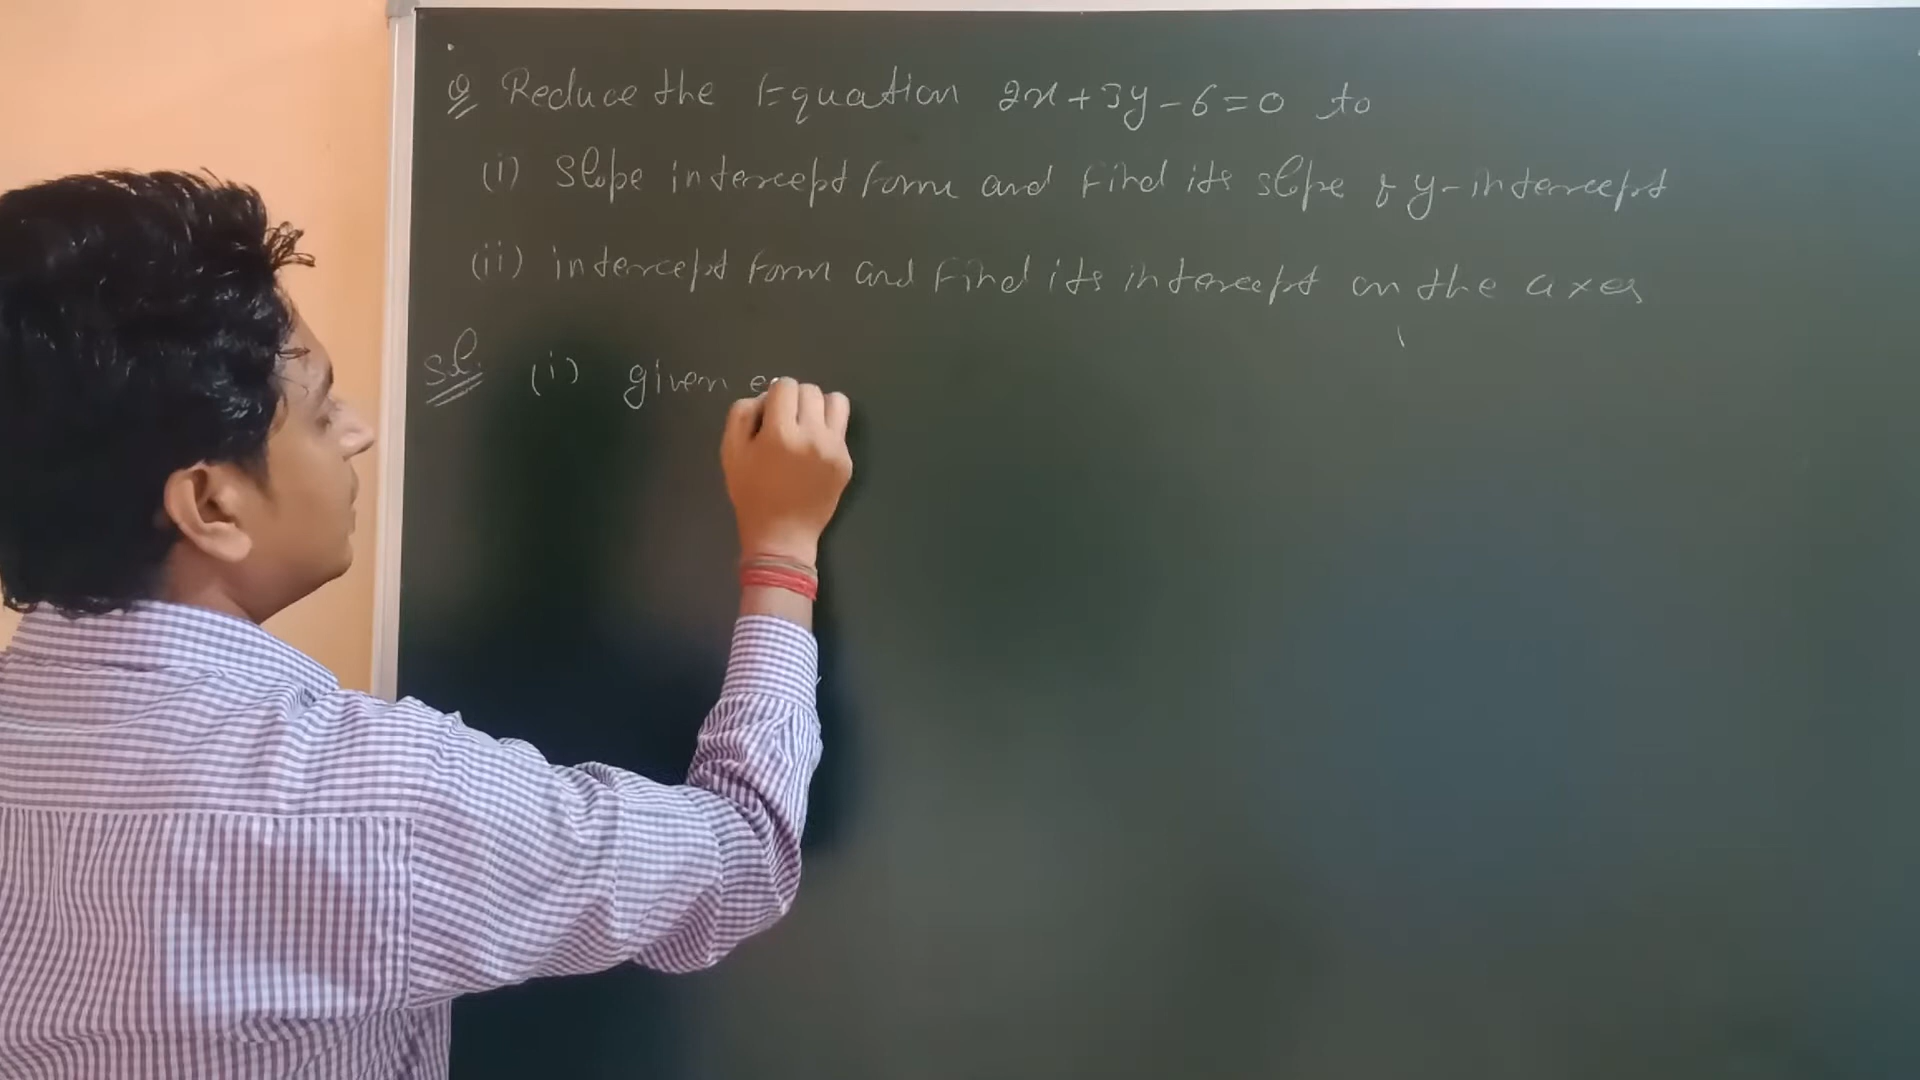 Q Reduce the Equation 2x+3y-6=0 to
(i) Slope intercept form and find its slope & y-intercept
(ii) intercept form and find its intercept on the axes
Sol. (i) given